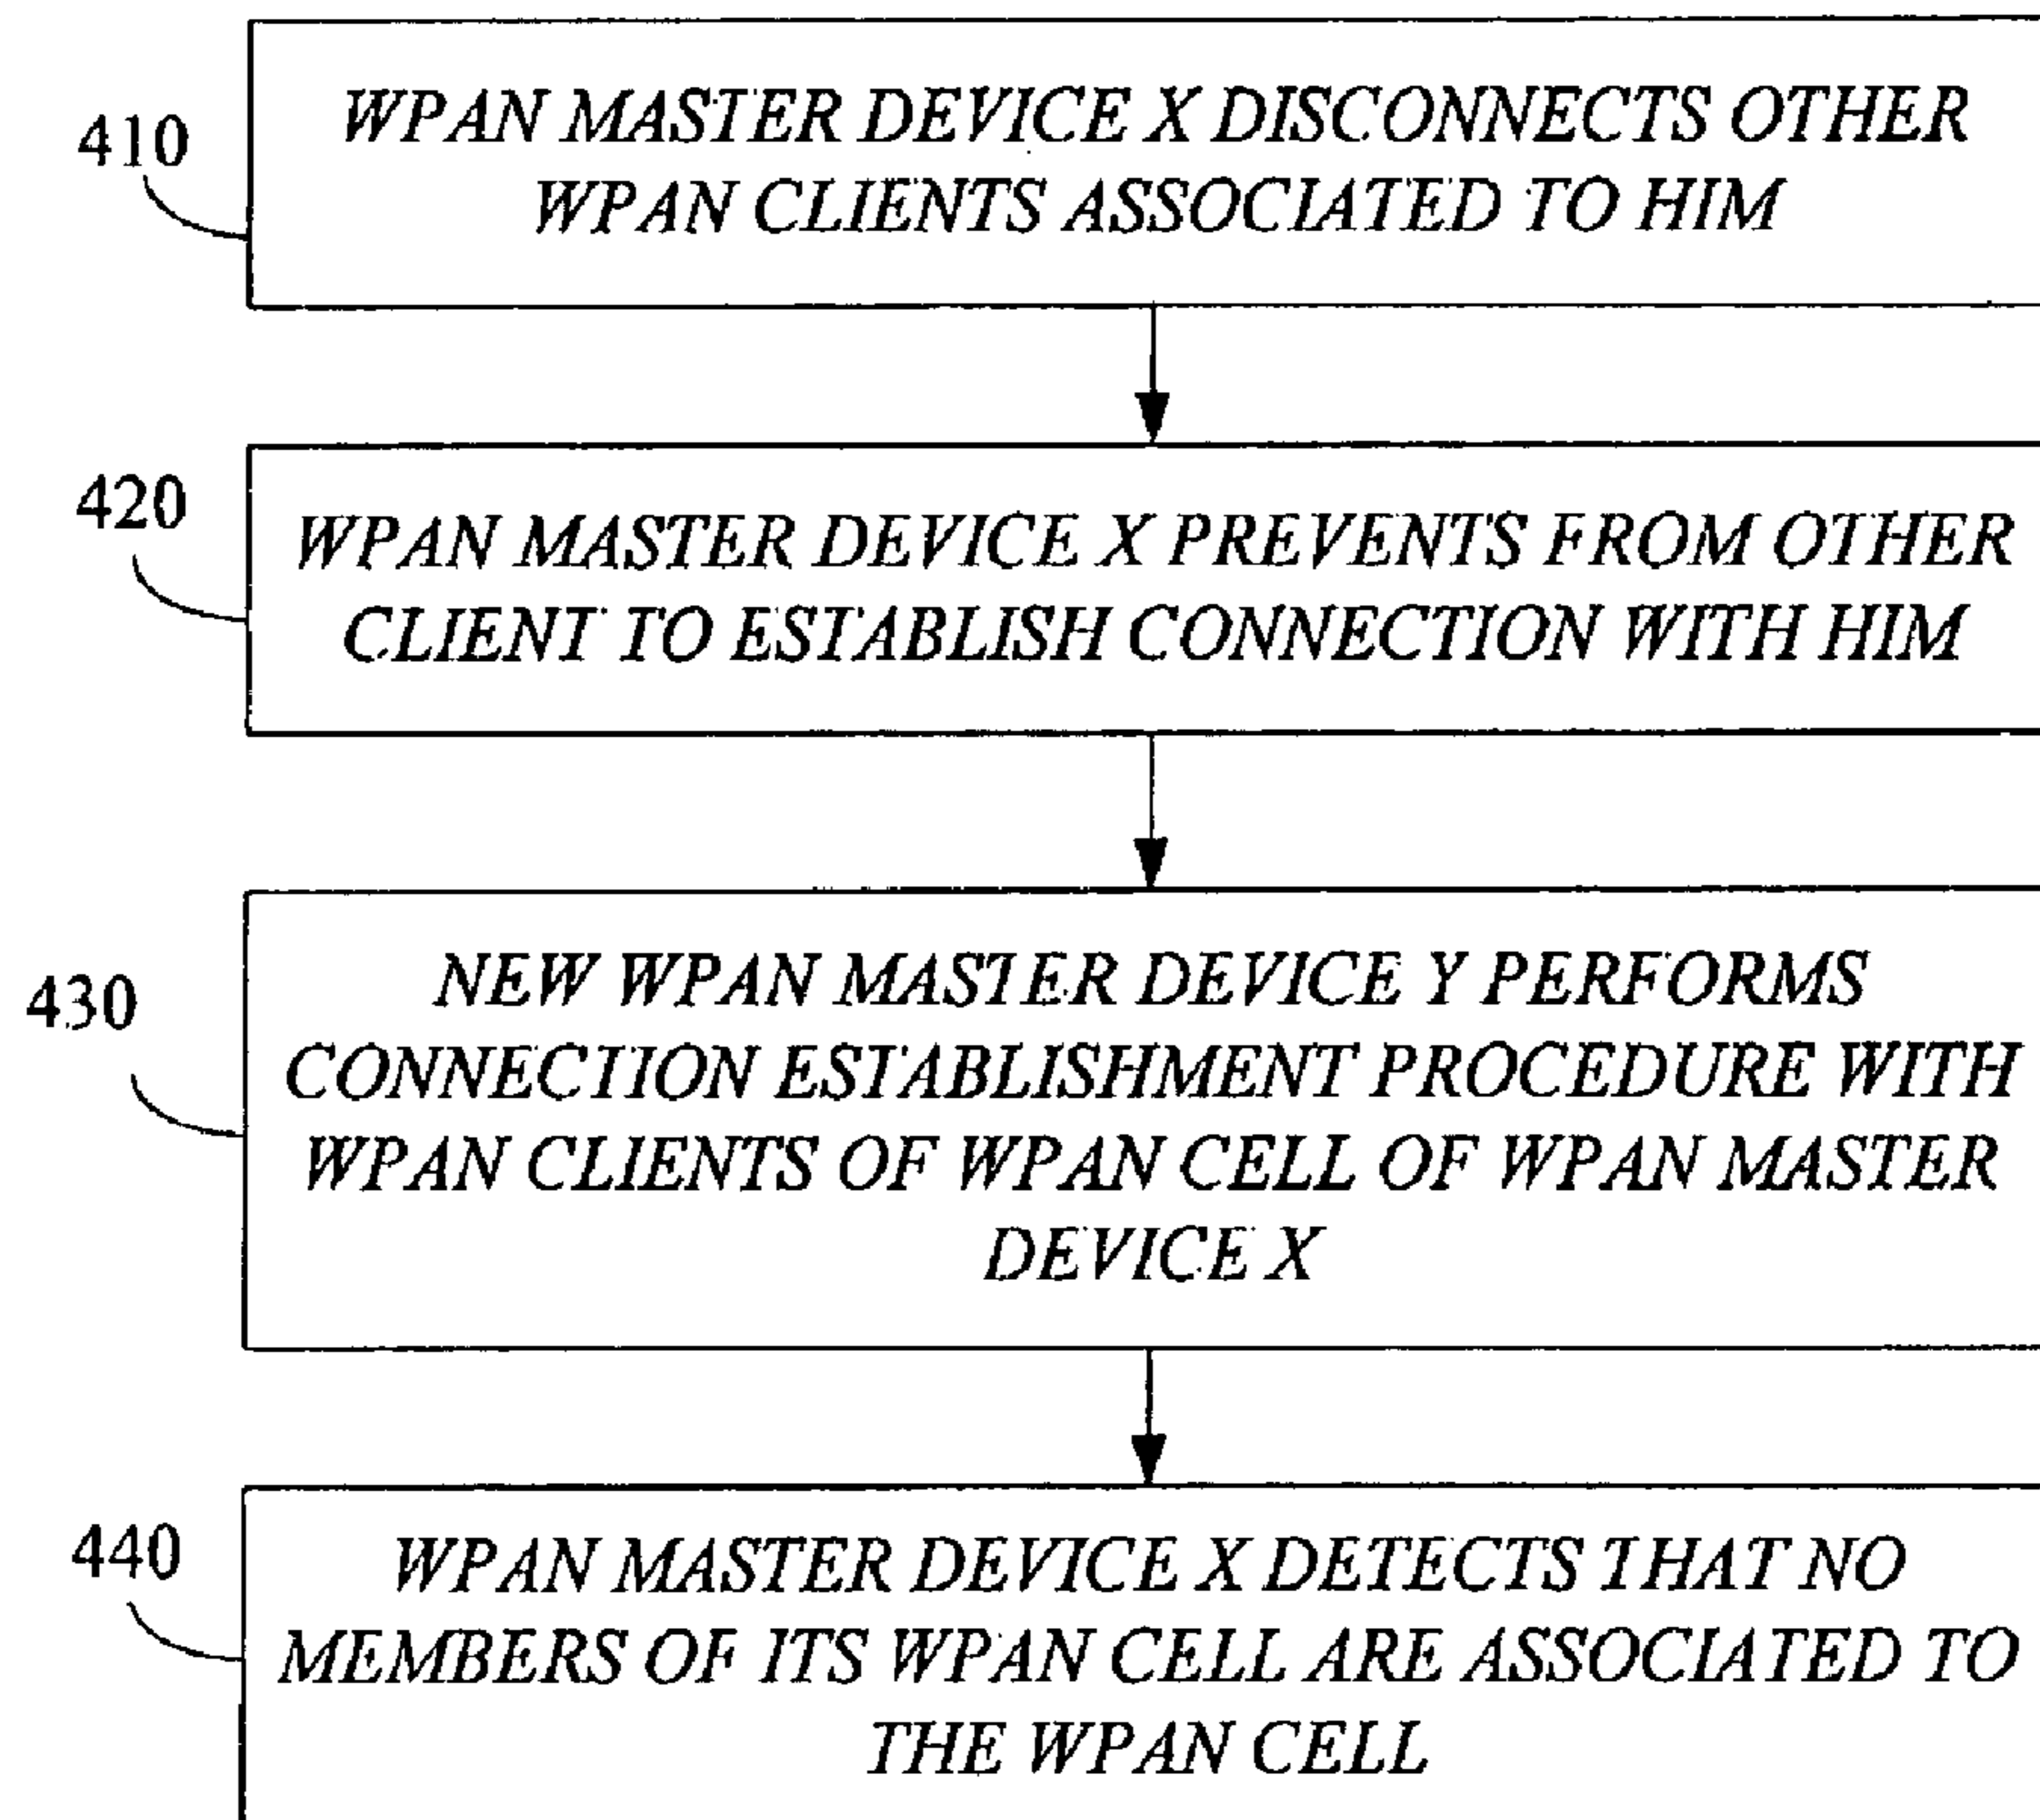 410
WPAN MASTER DEVICE X DISCONNECTS OTHER
WPAN CLIENTS ASSOCIATED TO HIM
420
WPAN MASTER DEVICE X PREVENTS FROM OTHER
CLIENT TO ESTABLISH CONNECTION WITH HIM
430
NEW WPAN MASTER DEVICE Y PERFORMS
CONNECTION ESTABLISHMENT PROCEDURE WITH
WPAN CLIENTS OF WPAN CELL OF WPAN MASTER
DEVICE X
440
WPAN MASTER DEVICE X DETECTS THAT NO
MEMBERS OF ITS WPAN CELL ARE ASSOCIATED TO
THE WPAN CELL